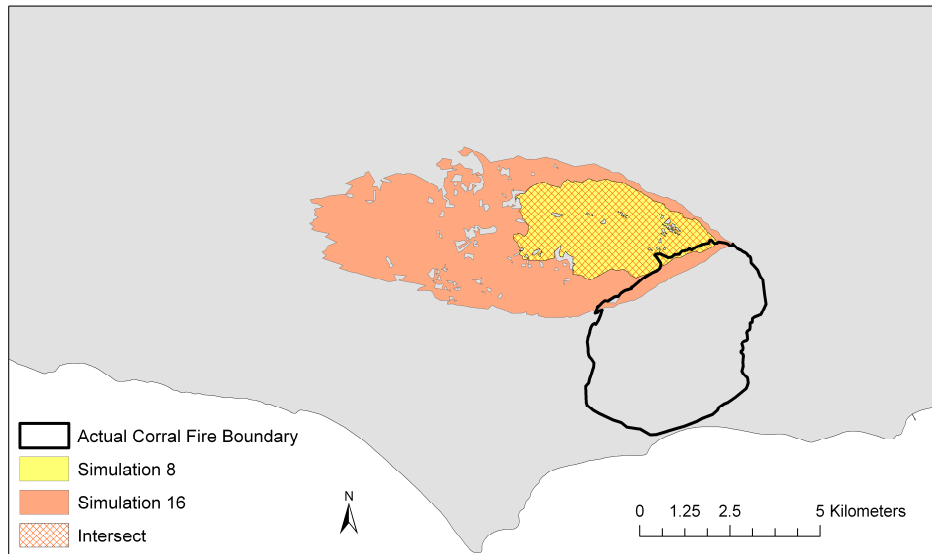 Actual Corral Fire Boundary
Simulation 8
Simulation 16
Intersect
N
0 1.25 2.5 5 Kilometers